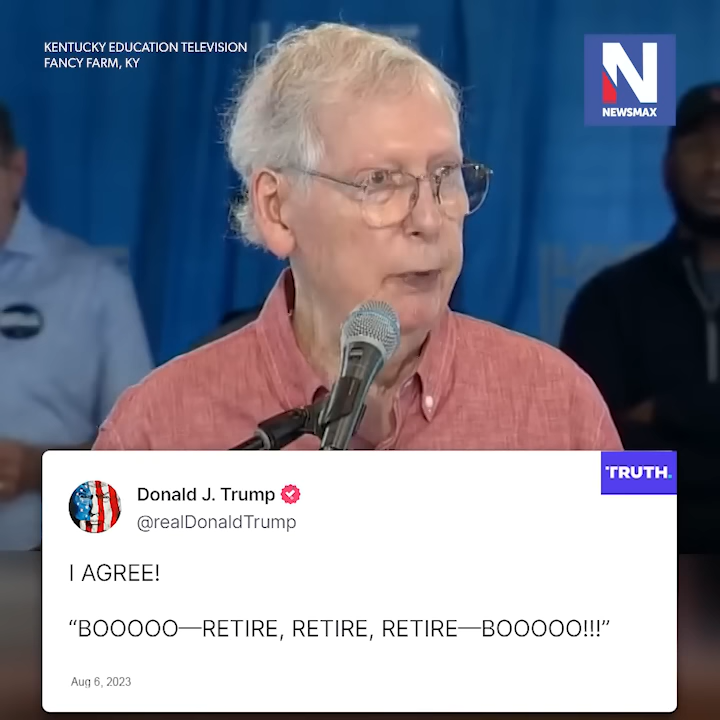 KENTUCKY EDUCATION TELEVISION
FANCY FARM, KY
N
NEWSMAX
TRUTH.
Donald J. Trump
@realDonaldTrump
I AGREE!
“BOOOOO—RETIRE, RETIRE, RETIRE—BOOOOO!!!”
Aug 6, 2023